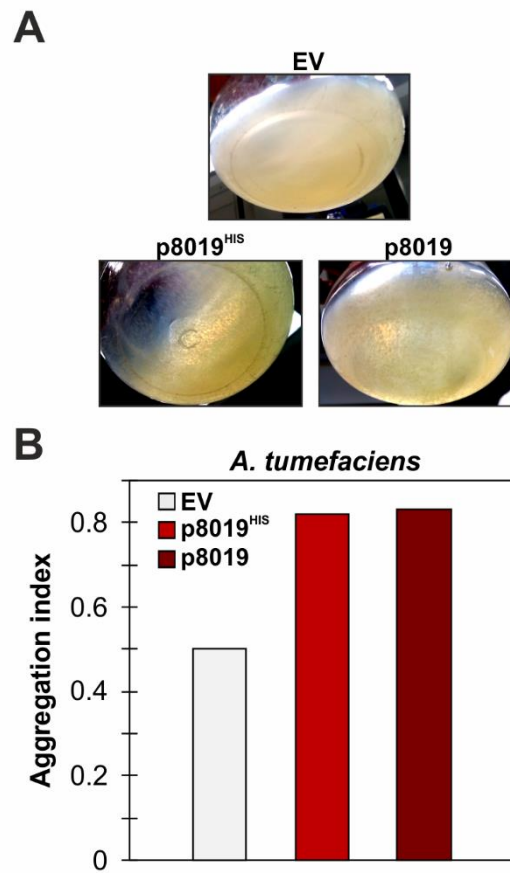 A
EV
p8019HIS
p8019
B
A. tumefaciens
EV
p8019HIS
p8019
Aggregation index
0.8
0.6
0.4
0.2
0